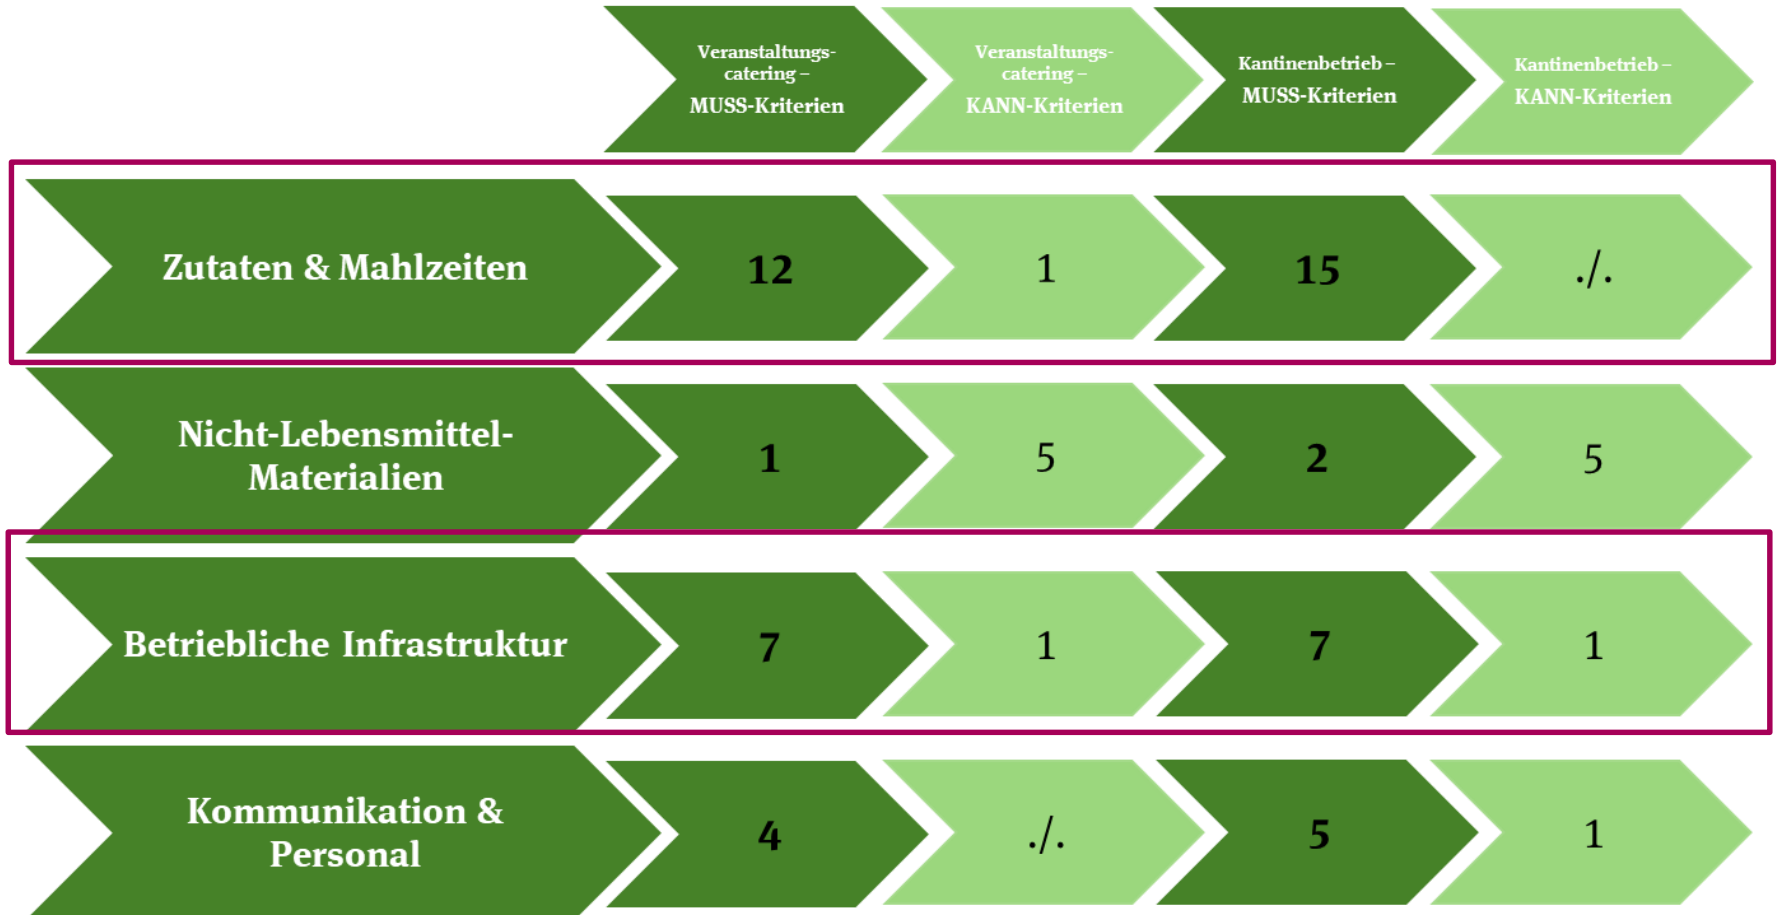 Veranstaltungs-
catering –
MUSS-Kriterien
Veranstaltungs-
catering –
KANN-Kriterien
Kantinenbetrieb –
MUSS-Kriterien
Kantinenbetrieb –
KANN-Kriterien
Zutaten & Mahlzeiten
12
1
15
./.
Nicht-Lebensmittel-
Materialien
1
5
2
5
Betriebliche Infrastruktur
7
1
7
1
Kommunikation &
Personal
4
./.
5
1